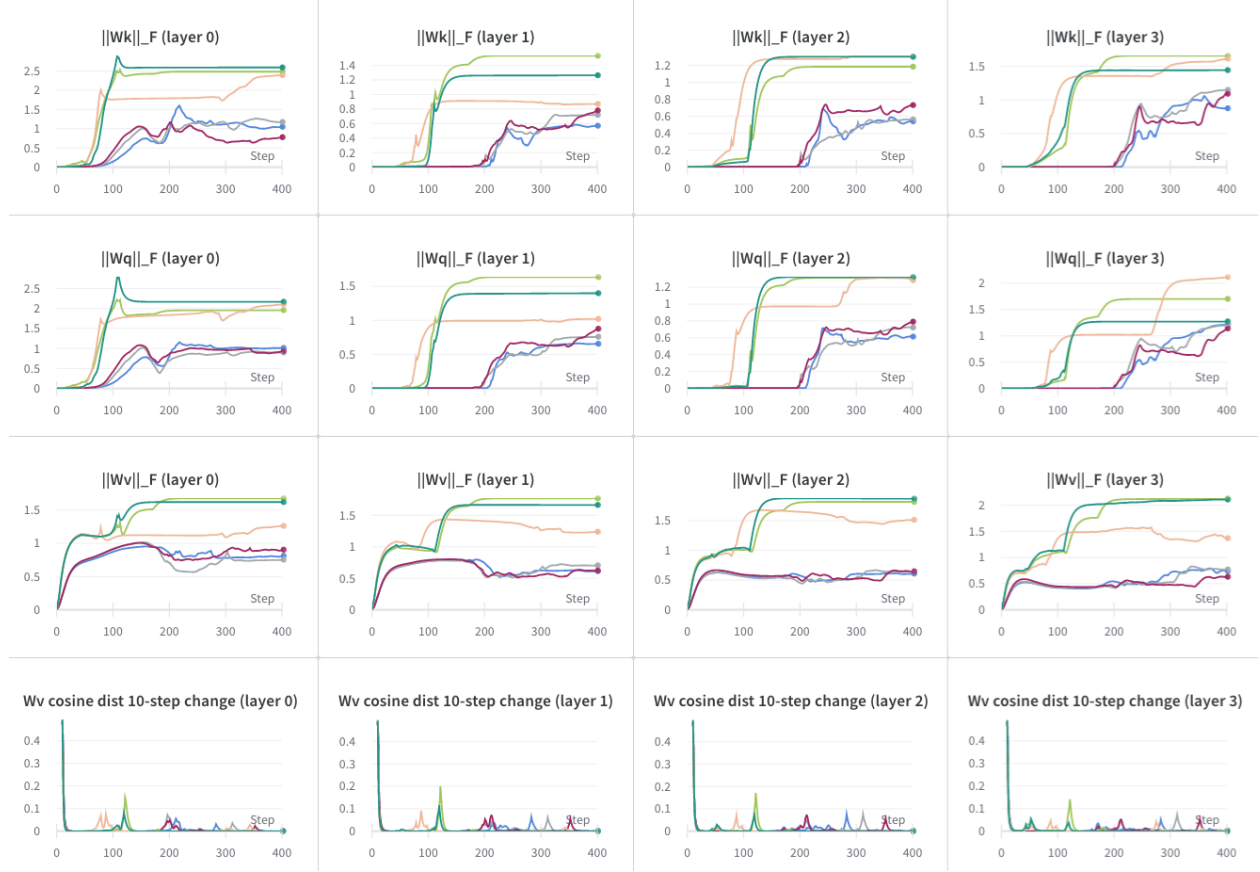 ||Wk||_F (layer 0)
2.5
2
1.5
1
0.5
0
Step
0 100 200 300 400
||Wk||_F (layer 1)
1.4
1.2
1
0.8
0.6
0.4
0.2
0
Step
0 100 200 300 400
||Wk||_F (layer 2)
1.2
1
0.8
0.6
0.4
0.2
0
Step
0 100 200 300 400
||Wk||_F (layer 3)
1.5
1
0.5
0
Step
0 100 200 300 400
||Wq||_F (layer 0)
2.5
2
1.5
1
0.5
0
Step
0 100 200 300 400
||Wq||_F (layer 1)
1.5
1
0.5
0
Step
0 100 200 300 400
||Wq||_F (layer 2)
1.2
1
0.8
0.6
0.4
0.2
0
Step
0 100 200 300 400
||Wq||_F (layer 3)
2
1.5
1
0.5
0
Step
0 100 200 300 400
||Wv||_F (layer 0)
1.5
1
0.5
0
Step
0 100 200 300 400
||Wv||_F (layer 1)
1.5
1
0.5
0
Step
0 100 200 300 400
||Wv||_F (layer 2)
1.5
1
0.5
0
Step
0 100 200 300 400
||Wv||_F (layer 3)
2
1.5
1
0.5
0
Step
0 100 200 300 400
Wv cosine dist 10-step change (layer 0)
0.4
0.3
0.2
0.1
0
Step
0 100 200 300 400
Wv cosine dist 10-step change (layer 1)
0.4
0.3
0.2
0.1
0
Step
0 100 200 300 400
Wv cosine dist 10-step change (layer 2)
0.4
0.3
0.2
0.1
0
Step
0 100 200 300 400
Wv cosine dist 10-step change (layer 3)
0.4
0.3
0.2
0.1
0
Step
0 100 200 300 400